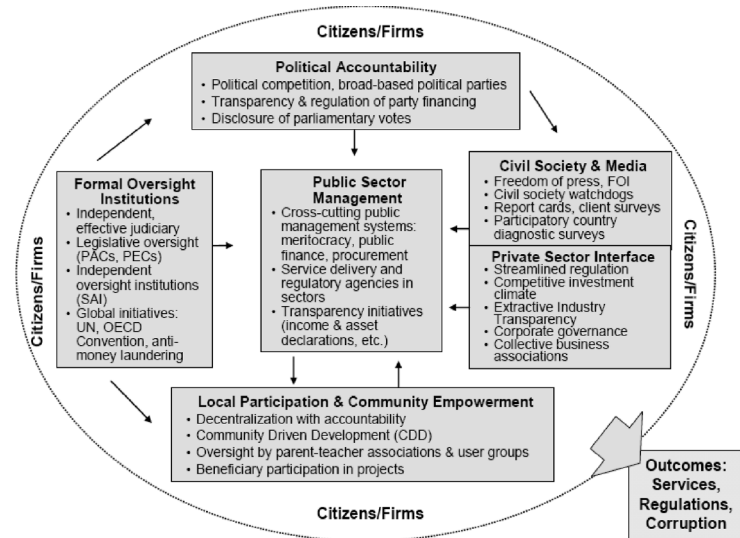 Citizens/Firms
Political Accountability
• Political competition, broad-based political parties
• Transparency & regulation of party financing
• Disclosure of parliamentary votes
Citizens/Firms
Formal Oversight
Institutions
• Independent,
effective judiciary
• Legislative oversight
(PACs, PECs)
• Independent
oversight institutions
(SAI)
• Global initiatives:
UN, OECD
Convention, anti-
money laundering
Public Sector
Management
• Cross-cutting public
management systems:
meritocracy, public
finance, procurement
• Service delivery and
regulatory agencies in
sectors
• Transparency initiatives
(income & asset
declarations, etc.)
Civil Society & Media
• Freedom of press, FOI
• Civil society watchdogs
• Report cards, client surveys
• Participatory country
diagnostic surveys
Private Sector Interface
• Streamlined regulation
• Competitive investment
climate
• Extractive Industry
Transparency
• Corporate governance
• Collective business
associations
Citizens/Firms
Local Participation & Community Empowerment
• Decentralization with accountability
• Community Driven Development (CDD)
• Oversight by parent-teacher associations & user groups
• Beneficiary participation in projects
Citizens/Firms
Outcomes:
Services,
Regulations,
Corruption